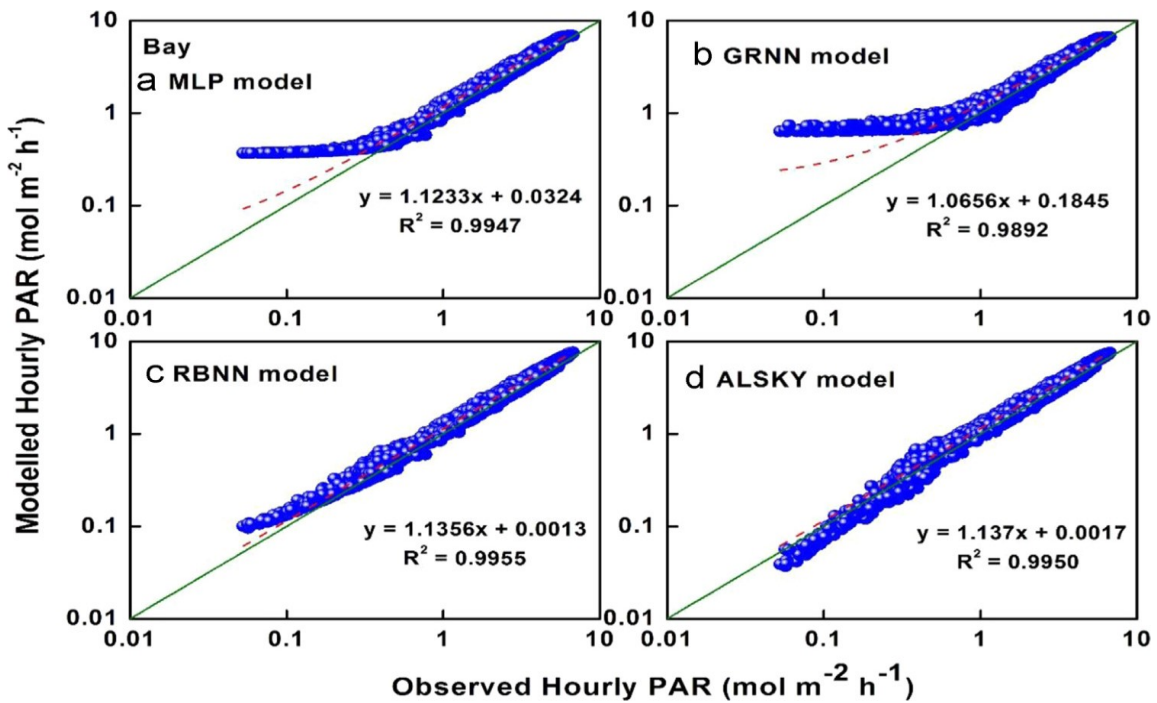 Modelled Hourly PAR (mol m⁻² h⁻¹)
10
1
0.1
0.01
Bay
a MLP model
y = 1.1233x + 0.0324
R² = 0.9947
0.01
0.1
1
10
10
1
0.1
0.01
b GRNN model
y = 1.0656x + 0.1845
R² = 0.9892
0.01
0.1
1
10
10
1
0.1
0.01
c RBNN model
y = 1.1356x + 0.0013
R² = 0.9955
0.01
0.1
1
10
10
1
0.1
0.01
d ALSKY model
y = 1.137x + 0.0017
R² = 0.9950
0.01
0.1
1
10
Observed Hourly PAR (mol m⁻² h⁻¹)